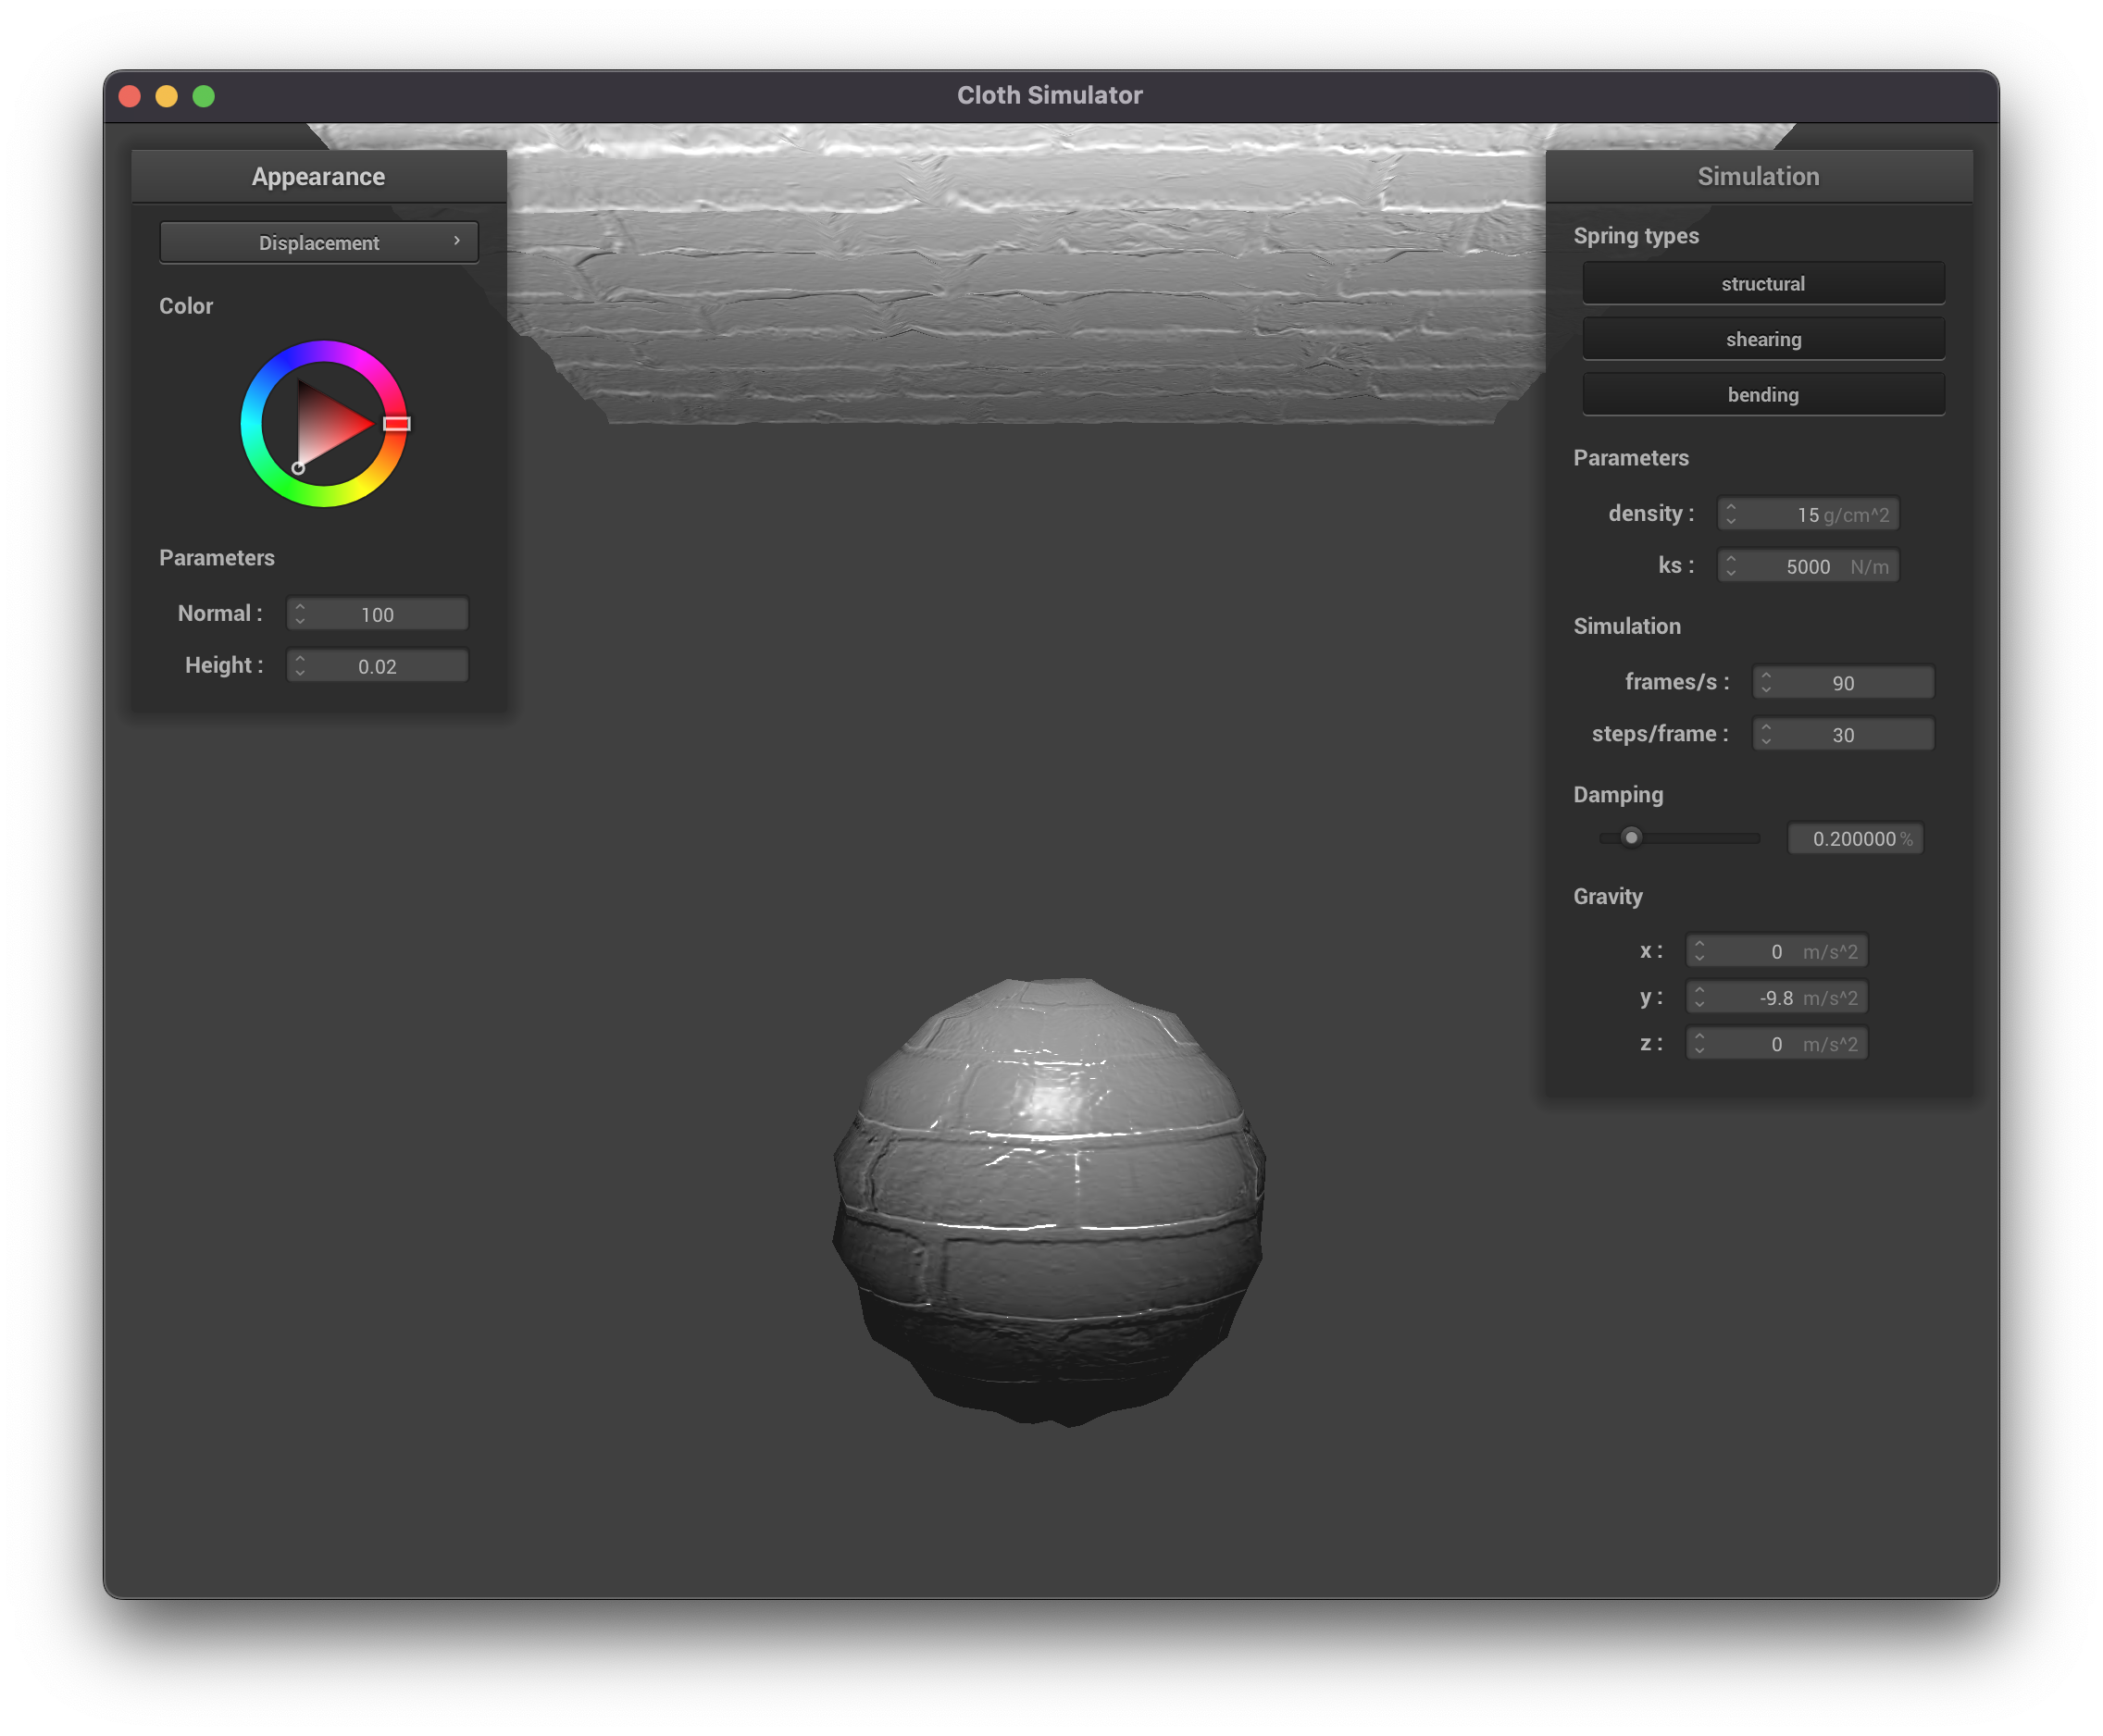 Cloth Simulator
Appearance
Displacement
Color
Parameters
Normal : 100
Height : 0.02
Simulation
Spring types
structural
shearing
bending
Parameters
density : 15 g/cm^2
ks : 5000 N/m
Simulation
frames/s : 90
steps/frame : 30
Damping
0.200000 %
Gravity
x : 0 m/s^2
y : -9.8 m/s^2
z : 0 m/s^2